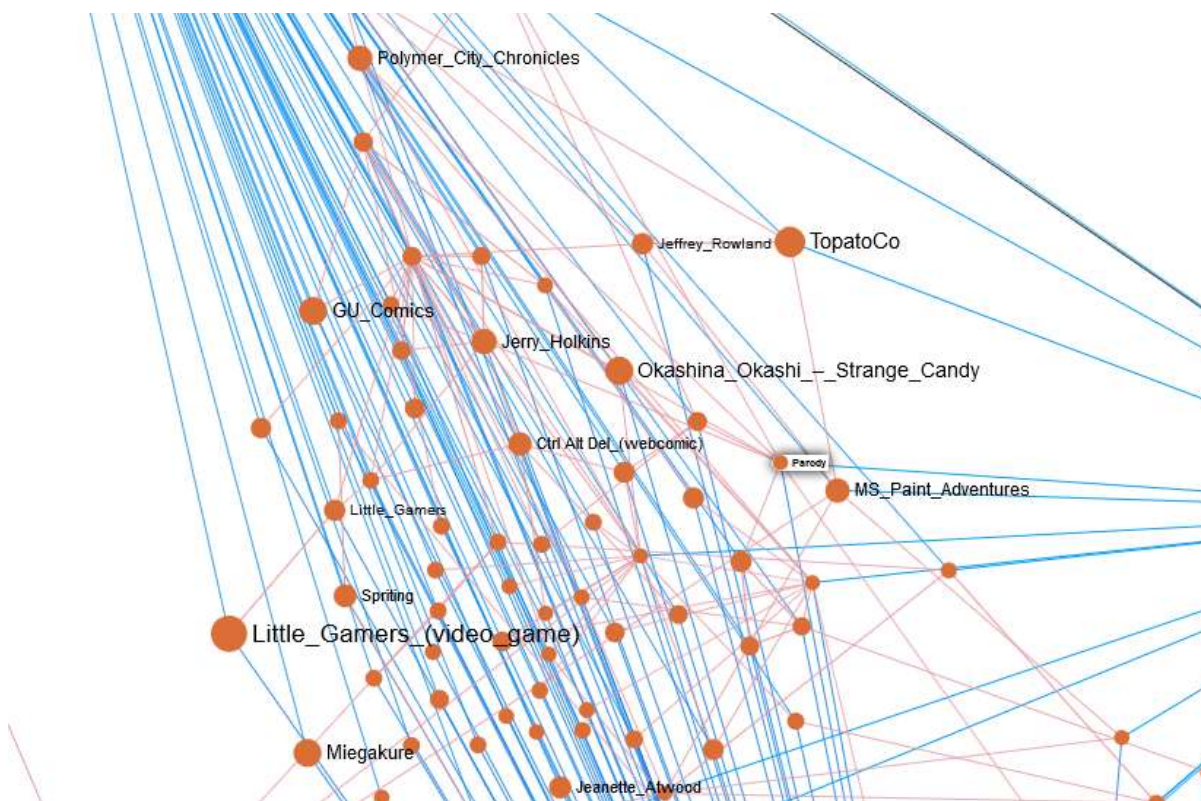 Polymer_City_Chronicles
Jeffrey_Rowland
TopatoCo
GU_Comics
Jerry_Holkins
Okashina_Okashi_–_Strange_Candy
Ctrl Alt Del_(webcomic)
Parody
MS_Paint_Adventures
Little_Gamers
Spriting
Little_Gamers_(video_game)
Miegakure
Jeanette_Atwood